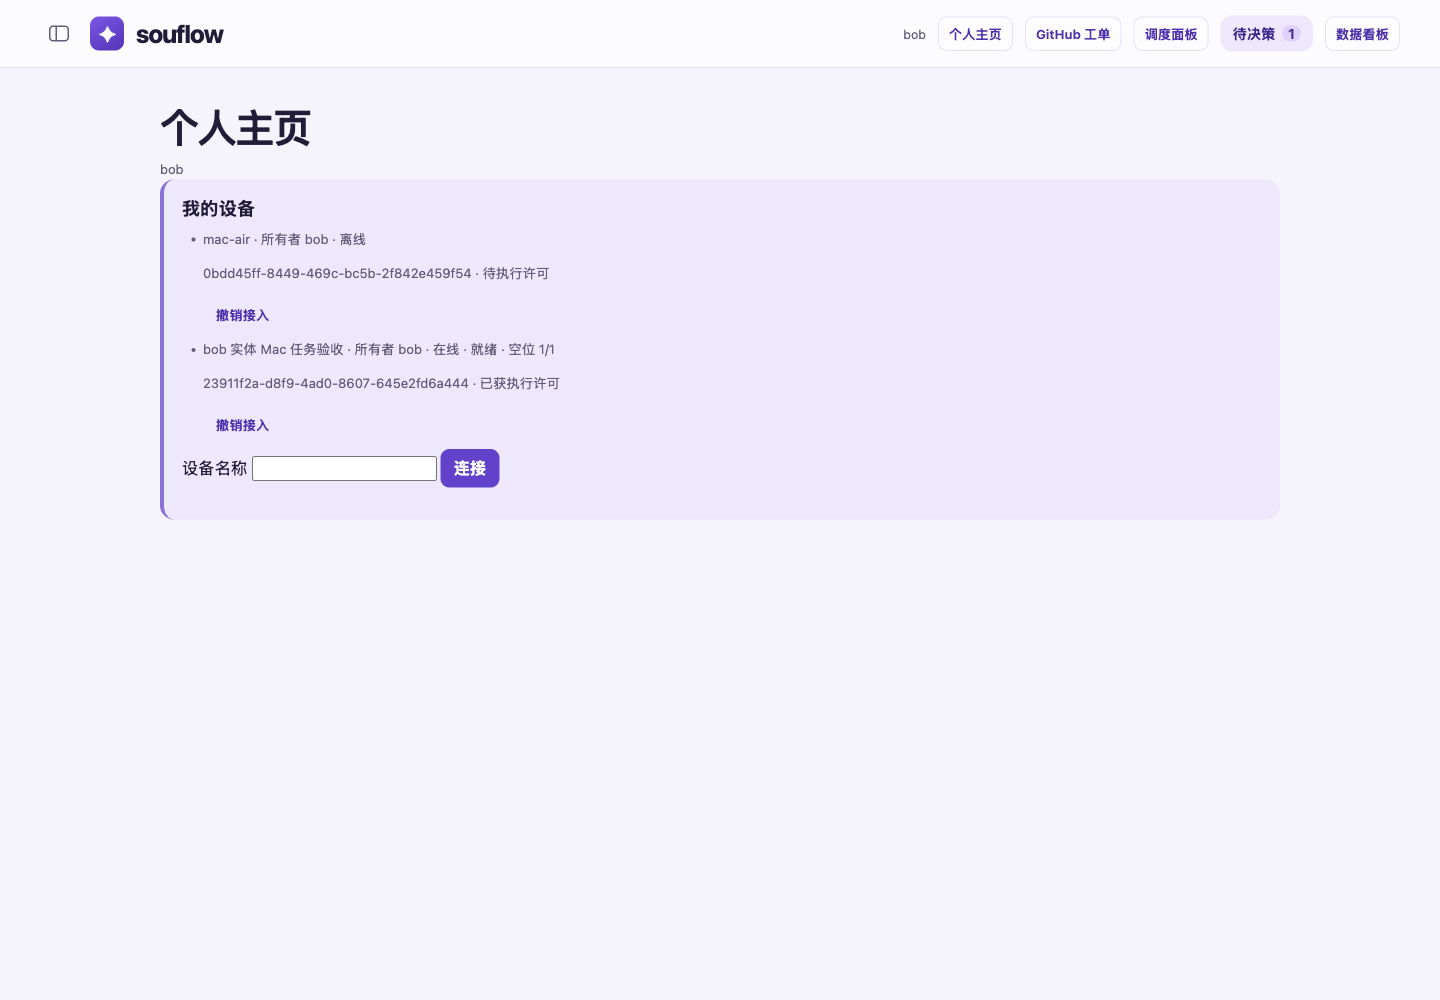 souflow
bob 个人主页 GitHub 工单 调度面板 待决策 1 数据看板
个人主页
bob
我的设备
• mac-air · 所有者 bob · 离线
0bdd45ff-8449-469c-bc5b-2f842e459f54 · 待执行许可
撤销接入
• bob 实体 Mac 任务验收 · 所有者 bob · 在线 · 就绪 · 空位 1/1
23911f2a-d8f9-4ad0-8607-645e2fd6a444 · 已获执行许可
撤销接入
设备名称 连接